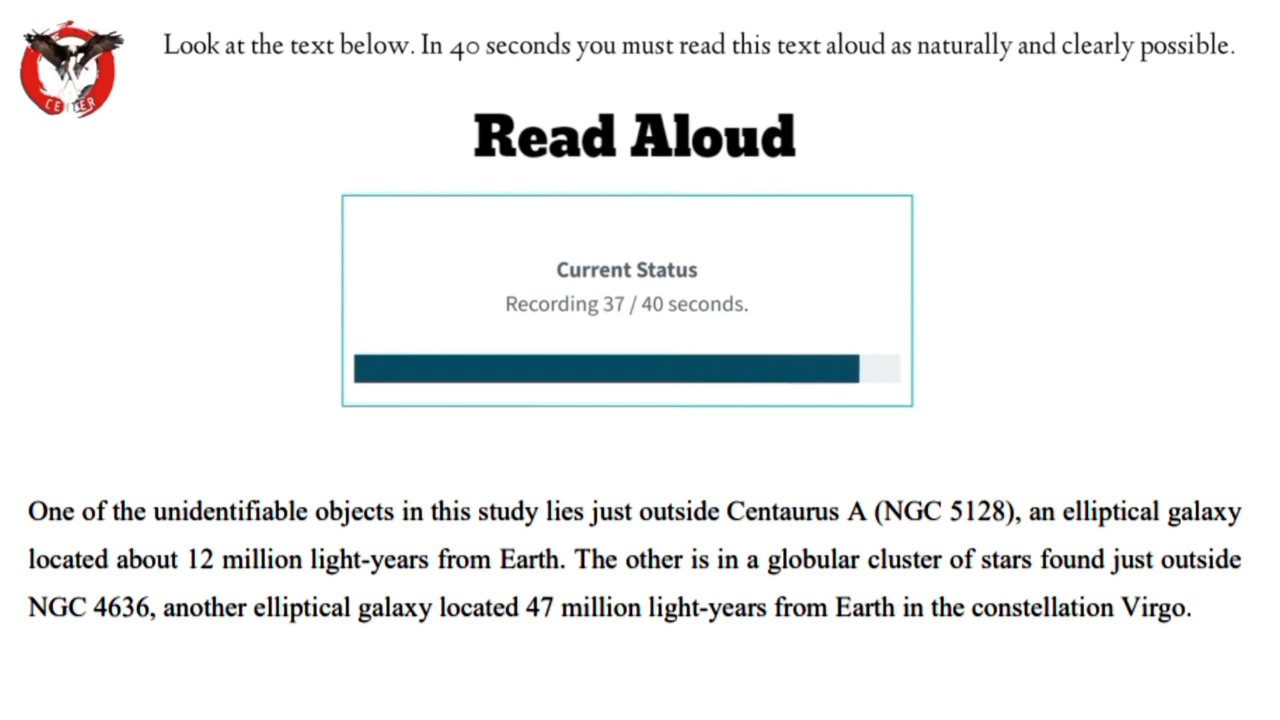 Look at the text below. In 40 seconds you must read this text aloud as naturally and clearly possible.
CENTER
Read Aloud
Current Status
Recording 37 / 40 seconds.
One of the unidentifiable objects in this study lies just outside Centaurus A (NGC 5128), an elliptical galaxy
located about 12 million light-years from Earth. The other is in a globular cluster of stars found just outside
NGC 4636, another elliptical galaxy located 47 million light-years from Earth in the constellation Virgo.